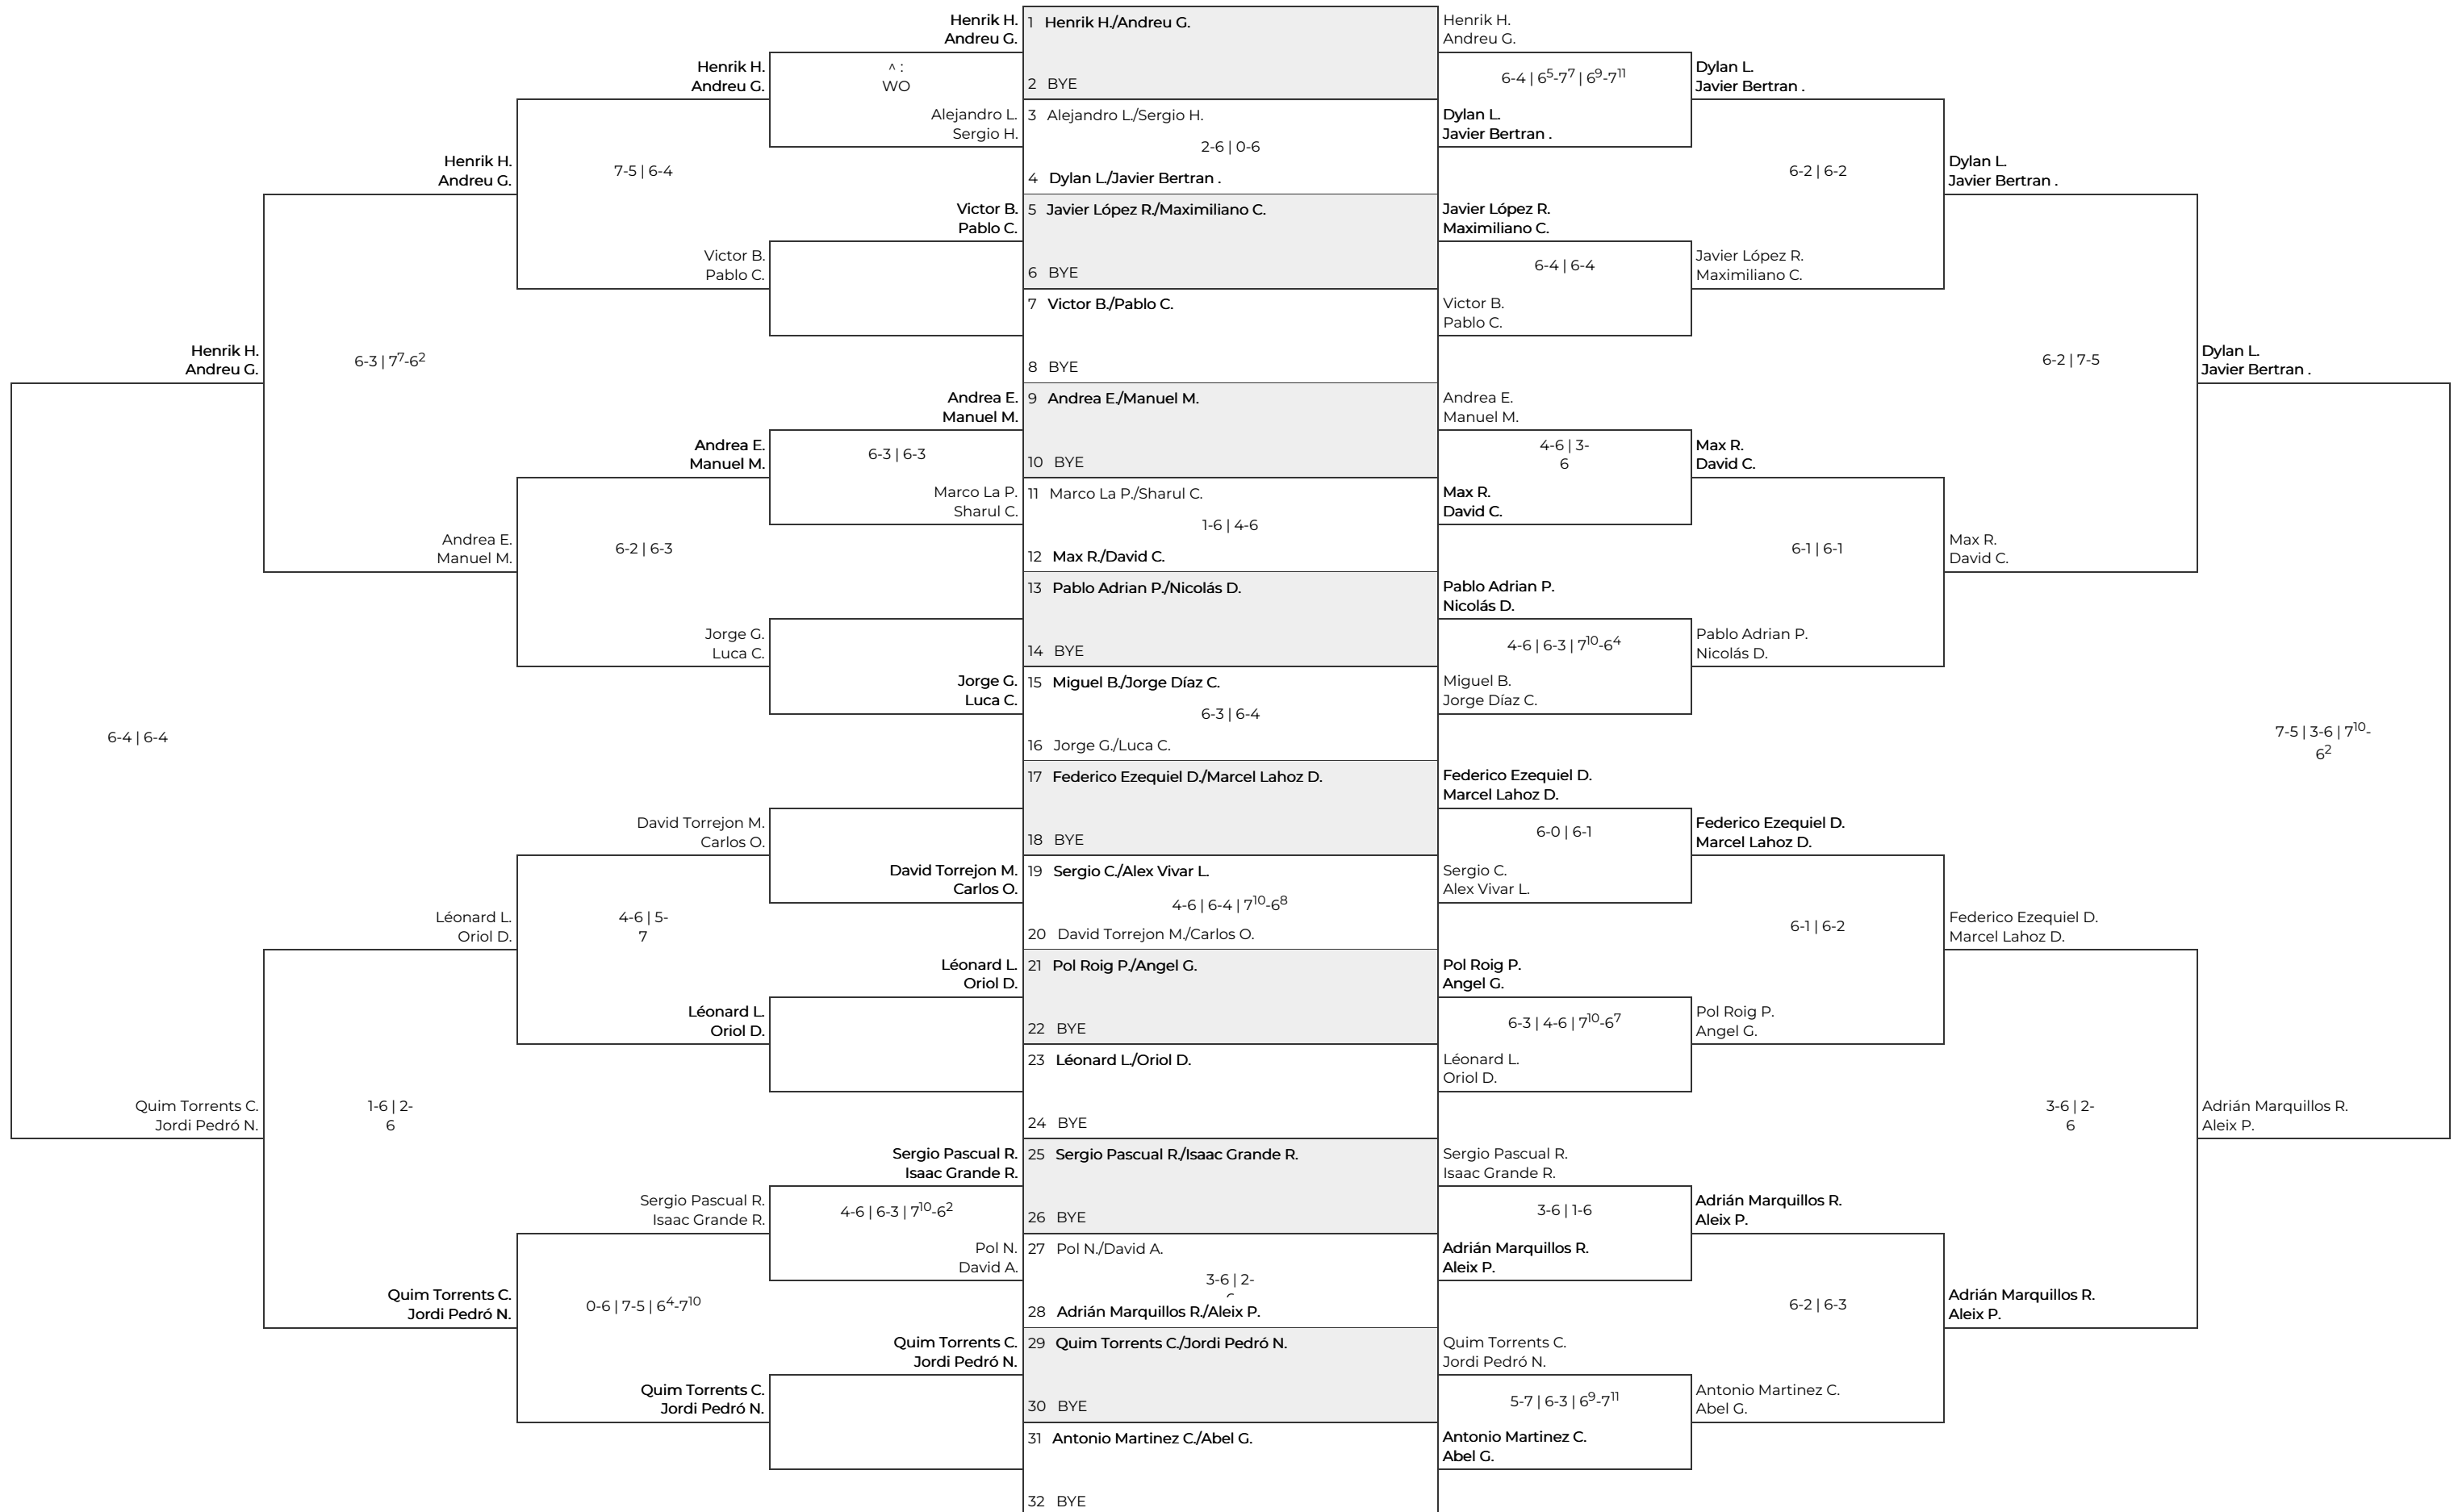 Henrik H.
Andreu G.
6-4 | 6-4
Quim Torrents C.
Jordi Pedró N.
Henrik H.
Andreu G.
6-3 | 7⁷-6²
Andrea E.
Manuel M.
Léonard L.
Oriol D.
1-6 | 2-
6
Quim Torrents C.
Jordi Pedró N.
Henrik H.
Andreu G.
7-5 | 6-4
Victor B.
Pablo C.
Andrea E.
Manuel M.
6-2 | 6-3
Jorge G.
Luca C.
David Torrejon M.
Carlos O.
4-6 | 5-
7
Léonard L.
Oriol D.
Sergio Pascual R.
Isaac Grande R.
0-6 | 7-5 | 6⁴-7¹⁰
Quim Torrents C.
Jordi Pedró N.
Henrik H.
Andreu G.
^ :
WO
Alejandro L.
Sergio H.
Victor B.
Pablo C.
Andrea E.
Manuel M.
6-3 | 6-3
Marco La P.
Sharul C.
Jorge G.
Luca C.
David Torrejon M.
Carlos O.
Léonard L.
Oriol D.
Sergio Pascual R.
Isaac Grande R.
4-6 | 6-3 | 7¹⁰-6²
Pol N.
David A.
Quim Torrents C.
Jordi Pedró N.
1 Henrik H./Andreu G.
2 BYE
3 Alejandro L./Sergio H.
2-6 | 0-6
4 Dylan L./Javier Bertran .
5 Javier López R./Maximiliano C.
6 BYE
7 Victor B./Pablo C.
8 BYE
9 Andrea E./Manuel M.
10 BYE
11 Marco La P./Sharul C.
1-6 | 4-6
12 Max R./David C.
13 Pablo Adrian P./Nicolás D.
14 BYE
15 Miguel B./Jorge Díaz C.
6-3 | 6-4
16 Jorge G./Luca C.
17 Federico Ezequiel D./Marcel Lahoz D.
18 BYE
19 Sergio C./Alex Vivar L.
4-6 | 6-4 | 7¹⁰-6⁸
20 David Torrejon M./Carlos O.
21 Pol Roig P./Angel G.
22 BYE
23 Léonard L./Oriol D.
24 BYE
25 Sergio Pascual R./Isaac Grande R.
26 BYE
27 Pol N./David A.
3-6 | 2-
28 Adrián Marquillos R./Aleix P.
29 Quim Torrents C./Jordi Pedró N.
30 BYE
31 Antonio Martinez C./Abel G.
32 BYE
Henrik H.
Andreu G.
6-4 | 6⁵-7⁷ | 6⁹-7¹¹
Dylan L.
Javier Bertran .
Javier López R.
Maximiliano C.
6-4 | 6-4
Victor B.
Pablo C.
Andrea E.
Manuel M.
4-6 | 3-
6
Max R.
David C.
Pablo Adrian P.
Nicolás D.
4-6 | 6-3 | 7¹⁰-6⁴
Miguel B.
Jorge Díaz C.
Federico Ezequiel D.
Marcel Lahoz D.
6-0 | 6-1
Sergio C.
Alex Vivar L.
Pol Roig P.
Angel G.
6-3 | 4-6 | 7¹⁰-6⁷
Léonard L.
Oriol D.
Sergio Pascual R.
Isaac Grande R.
3-6 | 1-6
Adrián Marquillos R.
Aleix P.
Quim Torrents C.
Jordi Pedró N.
5-7 | 6-3 | 6⁹-7¹¹
Antonio Martinez C.
Abel G.
Dylan L.
Javier Bertran .
6-2 | 6-2
Javier López R.
Maximiliano C.
Max R.
David C.
6-1 | 6-1
Pablo Adrian P.
Nicolás D.
Federico Ezequiel D.
Marcel Lahoz D.
6-1 | 6-2
Pol Roig P.
Angel G.
Adrián Marquillos R.
Aleix P.
6-2 | 6-3
Antonio Martinez C.
Abel G.
Dylan L.
Javier Bertran .
6-2 | 7-5
Max R.
David C.
Federico Ezequiel D.
Marcel Lahoz D.
3-6 | 2-
6
Adrián Marquillos R.
Aleix P.
Dylan L.
Javier Bertran .
7-5 | 3-6 | 7¹⁰-
6²
Adrián Marquillos R.
Aleix P.